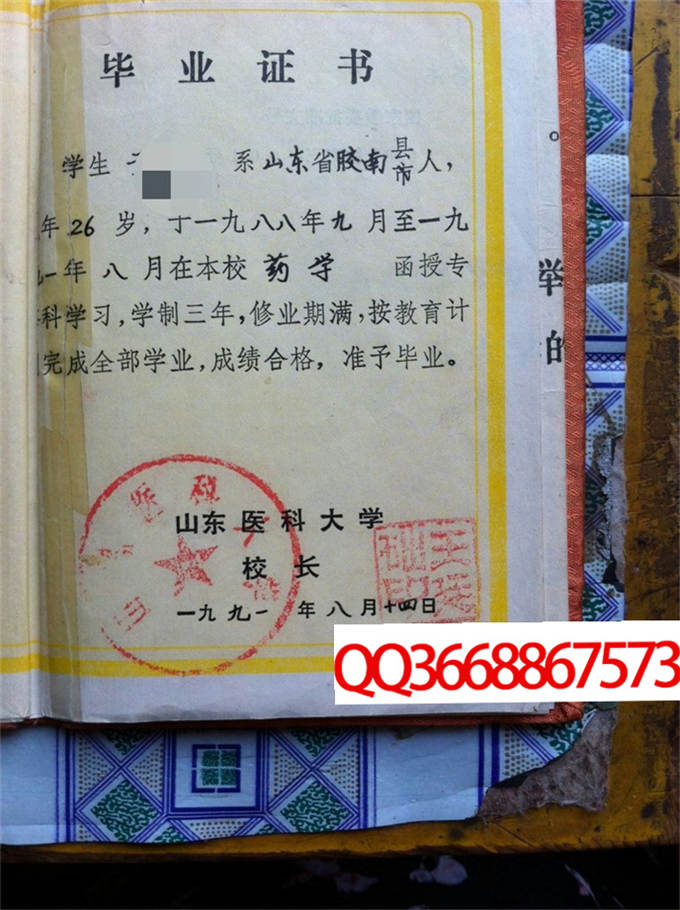 毕业证书
学生 系山东省胶南县市人，
年26岁，于一九八八年九月至一九
九一年八月在本校药学 函授专
科学习，学制三年，修业期满，按教育计
完成全部学业，成绩合格，准予毕业。
山东医科大学
校长
一九九一年八月十四日
QQ3668867573
。
举
的